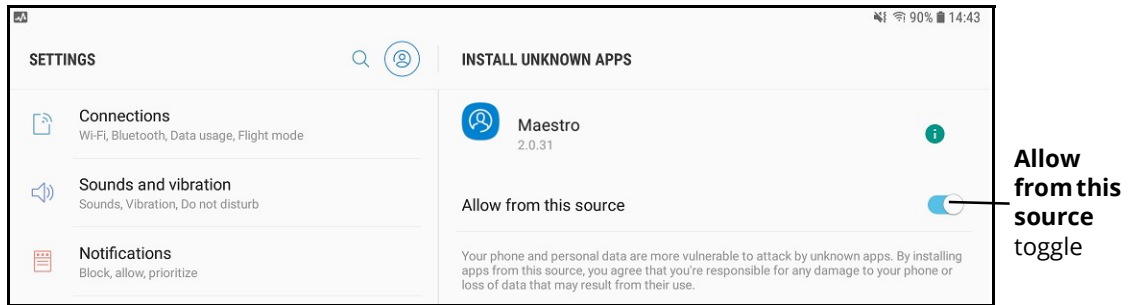 90% 14:43
SETTINGS
INSTALL UNKNOWN APPS
Connections
Wi-Fi, Bluetooth, Data usage, Flight mode
Sounds and vibration
Sounds, Vibration, Do not disturb
Notifications
Block, allow, prioritize
Maestro
2.0.31
Allow from this source
Your phone and personal data are more vulnerable to attack by unknown apps. By installing
apps from this source, you agree that you're responsible for any damage to your phone or
loss of data that may result from their use.
Allow
from this
source
toggle